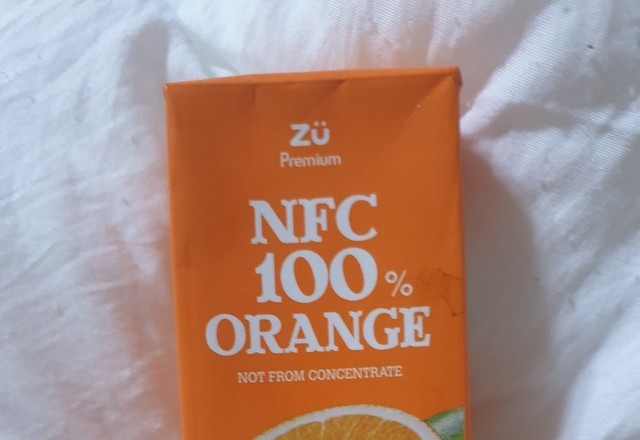 Zü
Premium
NFC
100%
ORANGE
NOT FROM CONCENTRATE